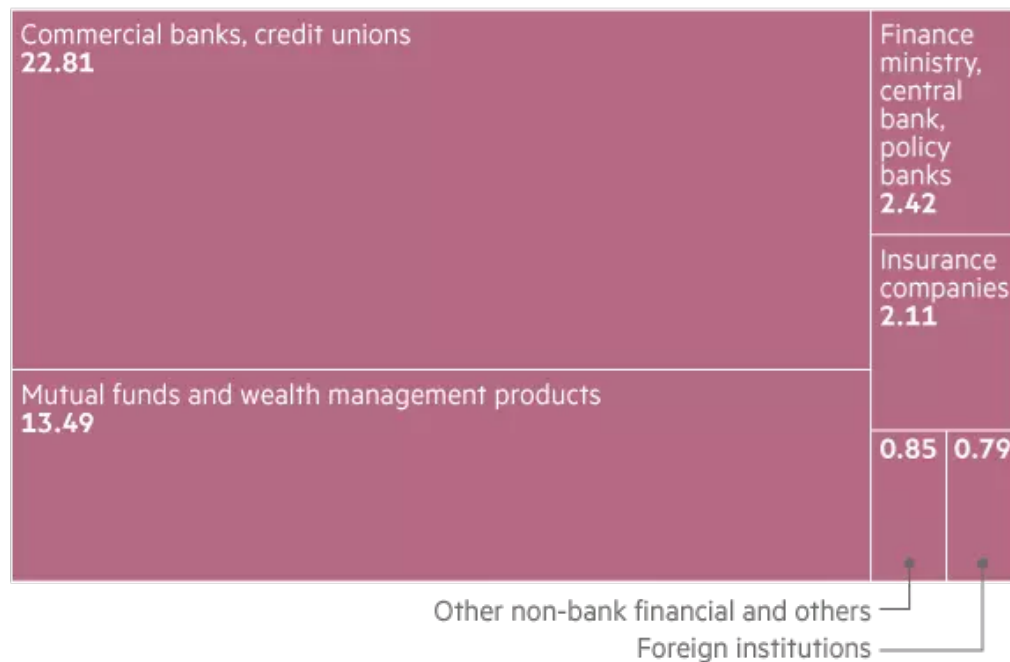 Commercial banks, credit unions
22.81
Finance
ministry,
central
bank,
policy
banks
2.42
Insurance
companies
2.11
Mutual funds and wealth management products
13.49
0.85
0.79
Other non-bank financial and others
Foreign institutions